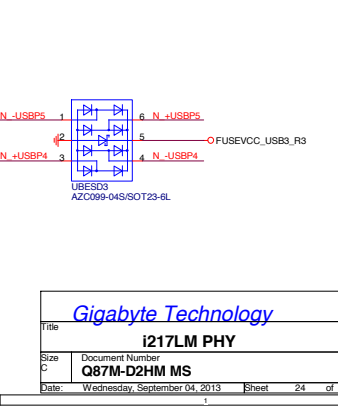 N_-USBP5 1 6 N_+USBP5
2 5 FUSEVCC_USB3_R3
N_+USBP4 3 4 N_-USBP4
UBESD3
AZC099-04S/SOT23-6L
Gigabyte Technology
Title
i217LM PHY
Size Document Number
C Q87M-D2HM MS
Date: Wednesday, September 04, 2013 Sheet 24 of
1